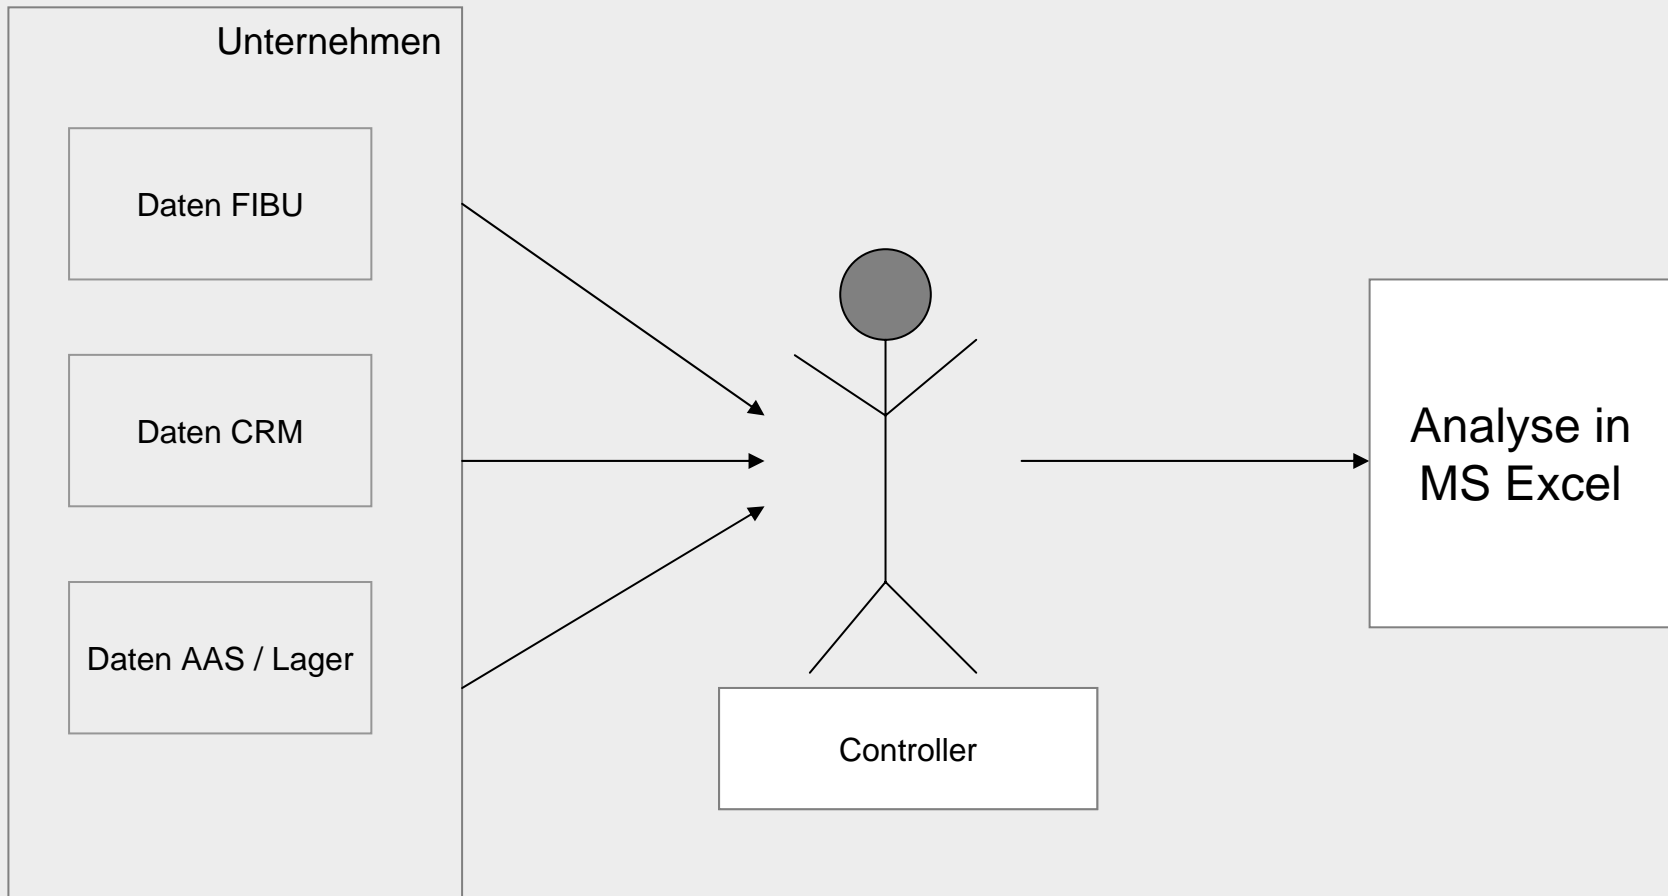 Unternehmen
Daten FIBU
Daten CRM
Daten AAS / Lager
Controller
Analyse in
MS Excel